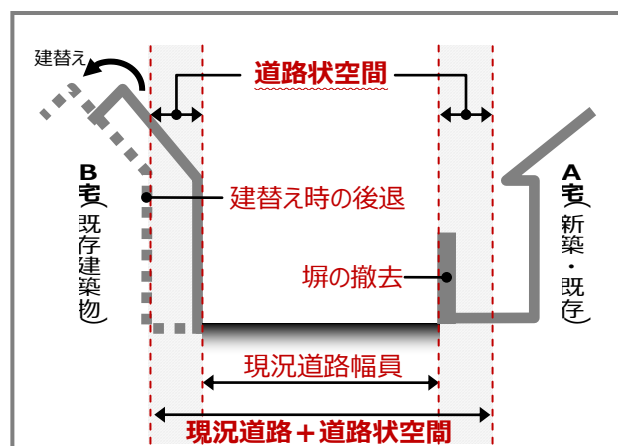 建替え
道路状空間
B宅(既存建築物)
建替え時の後退
A宅(新築・既存)
塀の撤去
現況道路幅員
現況道路＋道路状空間